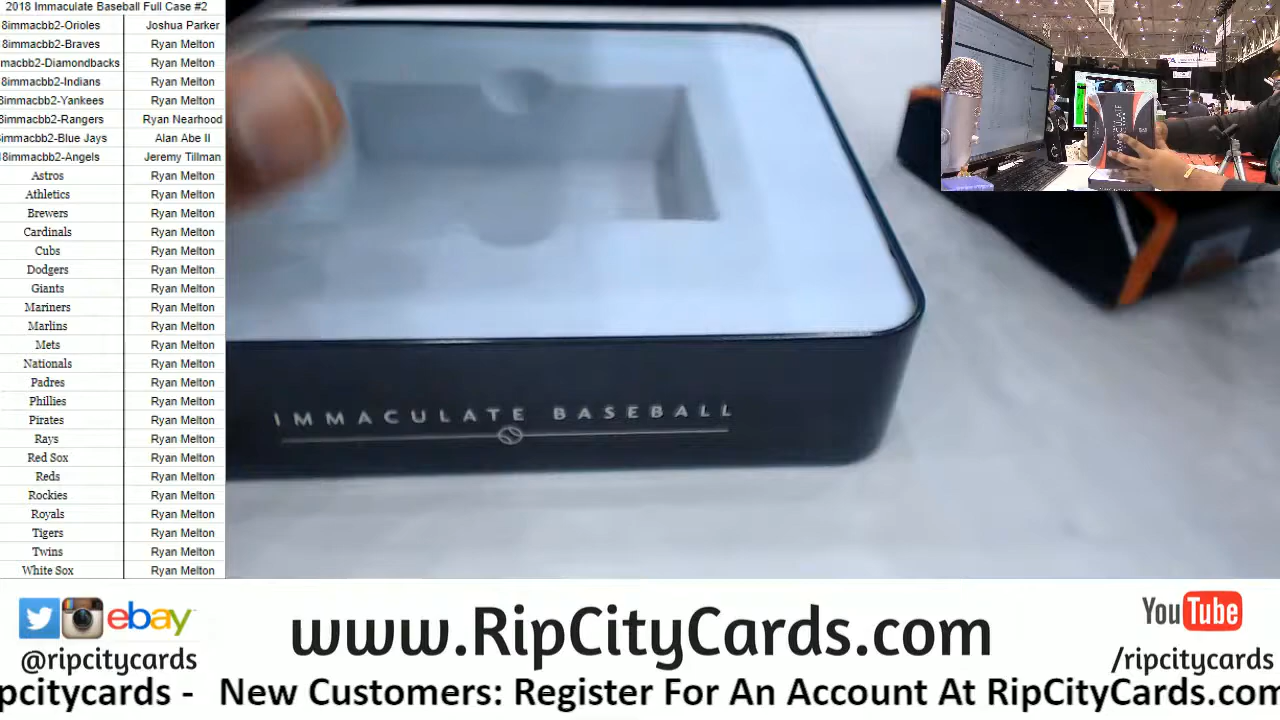 2018 Immaculate Baseball Full Case #2
8immacbb2-Orioles Joshua Parker
8immacbb2-Braves Ryan Melton
macbb2-Diamondbacks Ryan Melton
8immacbb2-Indians Ryan Melton
8immacbb2-Yankees Ryan Melton
8immacbb2-Rangers Ryan Nearhood
immacbb2-Blue Jays Alan Abe II
8immacbb2-Angels Jeremy Tillman
Astros Ryan Melton
Athletics Ryan Melton
Brewers Ryan Melton
Cardinals Ryan Melton
Cubs Ryan Melton
Dodgers Ryan Melton
Giants Ryan Melton
Mariners Ryan Melton
Marlins Ryan Melton
Mets Ryan Melton
Nationals Ryan Melton
Padres Ryan Melton
Phillies Ryan Melton
Pirates Ryan Melton
Rays Ryan Melton
Red Sox Ryan Melton
Reds Ryan Melton
Rockies Ryan Melton
Royals Ryan Melton
Tigers Ryan Melton
Twins Ryan Melton
White Sox Ryan Melton
IMMACULATE BASEBALL
ebay
@ripcitycards
www.RipCityCards.com
YouTube
/ripcitycards
pcitycards - New Customers: Register For An Account At RipCityCards.com